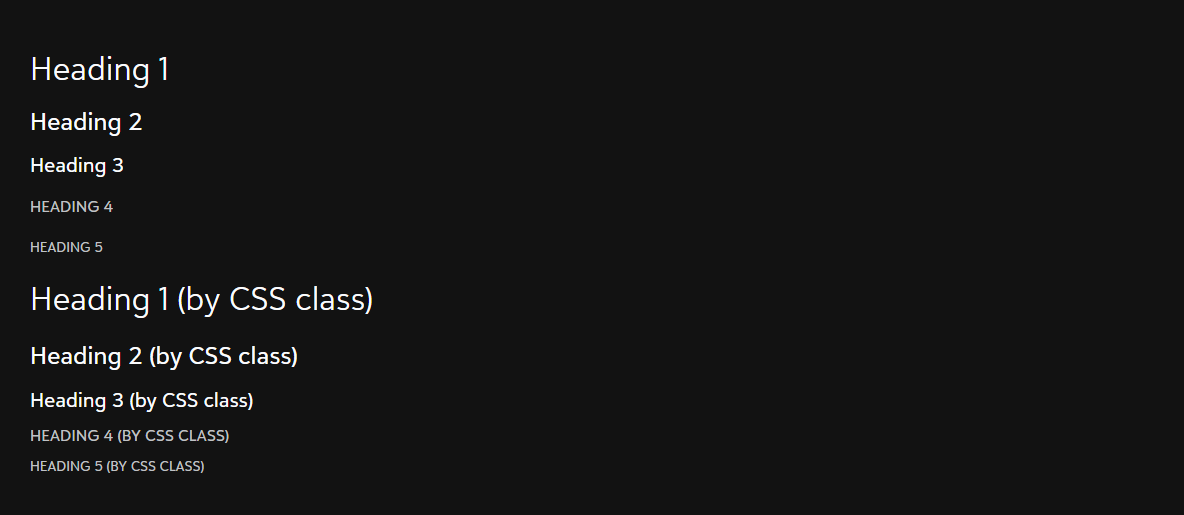 Heading 1
Heading 2
Heading 3
HEADING 4
HEADING 5
Heading 1 (by CSS class)
Heading 2 (by CSS class)
Heading 3 (by CSS class)
HEADING 4 (BY CSS CLASS)
HEADING 5 (BY CSS CLASS)